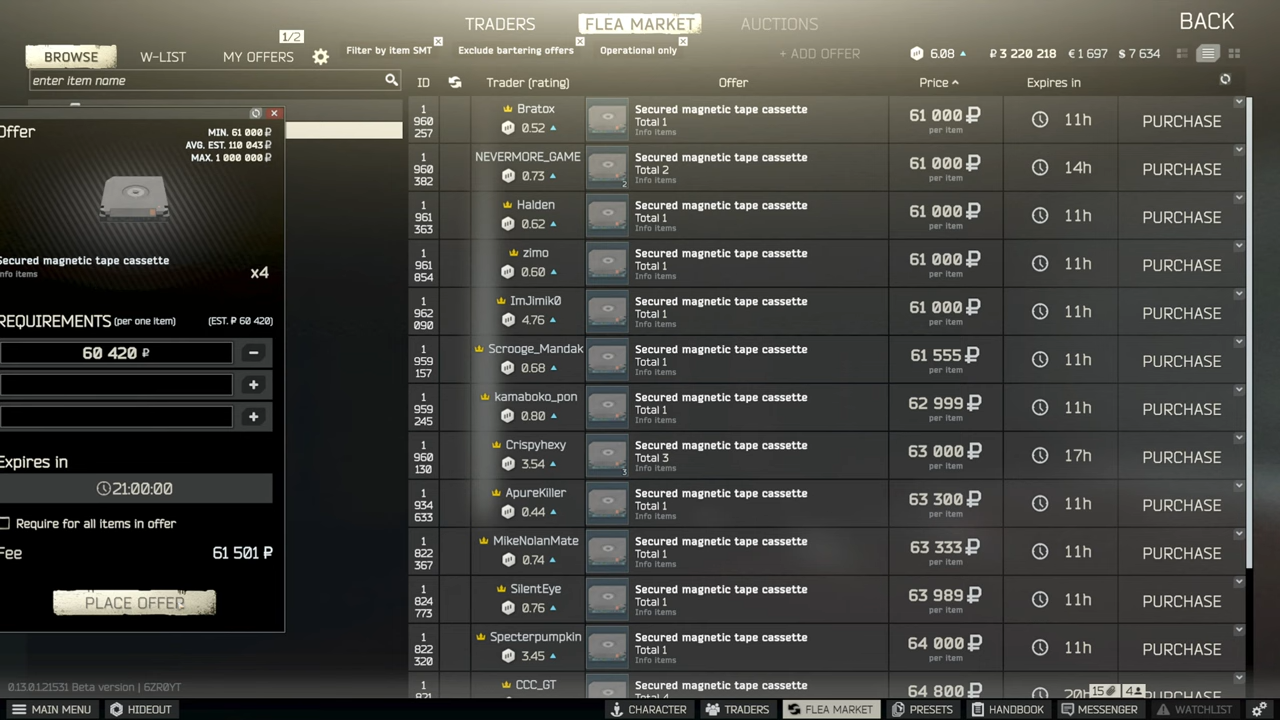 TRADERS
FLEA MARKET
AUCTIONS
BACK
1/2
BROWSE
W-LIST
MY OFFERS
Filter by item SMT
Exclude bartering offers
Operational only
+ ADD OFFER
6.08
₽ 3 220 218
€ 1 697
$ 7 634
enter item name
ID
Trader (rating)
Offer
Price
Expires in
Offer
MIN. 61 000 ₽
AVG. EST. 110 043 ₽
MAX. 1 000 000 ₽
Secured magnetic tape cassette
Info items
x4
REQUIREMENTS (per one item)
(EST. ₽ 60 420)
60 420 ₽
−
+
+
Expires in
21:00:00
Require for all items in offer
Fee
61 501 ₽
PLACE OFFER
1 960 257
Bratox
0.52
Secured magnetic tape cassette
Total 1
Info items
61 000 ₽
per item
11h
PURCHASE
1 960 382
NEVERMORE_GAME
0.73
2
Secured magnetic tape cassette
Total 2
Info items
61 000 ₽
per item
14h
PURCHASE
1 961 363
Halden
0.62
Secured magnetic tape cassette
Total 1
Info items
61 000 ₽
per item
11h
PURCHASE
1 961 854
zimo
0.60
Secured magnetic tape cassette
Total 1
Info items
61 000 ₽
per item
11h
PURCHASE
1 962 090
ImJimik0
4.76
Secured magnetic tape cassette
Total 1
Info items
61 000 ₽
per item
11h
PURCHASE
1 959 157
Scrooge_Mandak
0.68
Secured magnetic tape cassette
Total 1
Info items
61 555 ₽
per item
11h
PURCHASE
1 959 245
kamaboko_pon
0.80
Secured magnetic tape cassette
Total 1
Info items
62 999 ₽
per item
11h
PURCHASE
1 960 130
Crispyhexy
3.54
3
Secured magnetic tape cassette
Total 3
Info items
63 000 ₽
per item
17h
PURCHASE
1 934 633
ApureKiller
0.44
Secured magnetic tape cassette
Total 1
Info items
63 300 ₽
per item
11h
PURCHASE
1 822 367
MikeNolanMate
0.74
Secured magnetic tape cassette
Total 1
Info items
63 333 ₽
per item
11h
PURCHASE
1 824 773
SilentEye
0.76
Secured magnetic tape cassette
Total 1
Info items
63 989 ₽
per item
11h
PURCHASE
1 822 320
Specterpumpkin
3.45
Secured magnetic tape cassette
Total 1
Info items
64 000 ₽
per item
11h
PURCHASE
1 821
CCC_GT
Secured magnetic tape cassette
Total 1
64 800 ₽
20h
PURCHASE
15
4
0.13.0.1.21531 Beta version | 6ZR0YT
MAIN MENU
HIDEOUT
CHARACTER
TRADERS
FLEA MARKET
PRESETS
HANDBOOK
MESSENGER
WATCHLIST